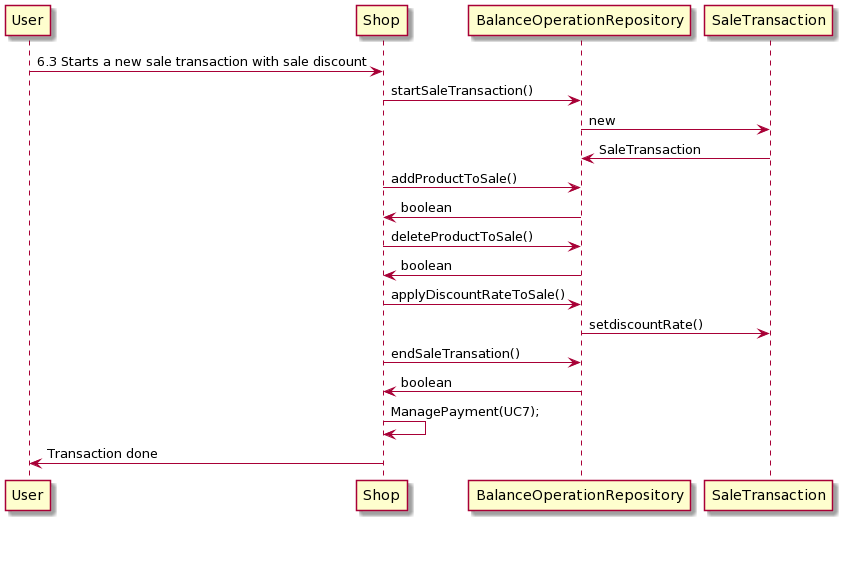 User Shop BalanceOperationRepository SaleTransaction
6.3 Starts a new sale transaction with sale discount
startSaleTransaction()
new
SaleTransaction
addProductToSale()
boolean
deleteProductToSale()
boolean
applyDiscountRateToSale()
setdiscountRate()
endSaleTransation()
boolean
ManagePayment(UC7);
Transaction done
User Shop BalanceOperationRepository SaleTransaction